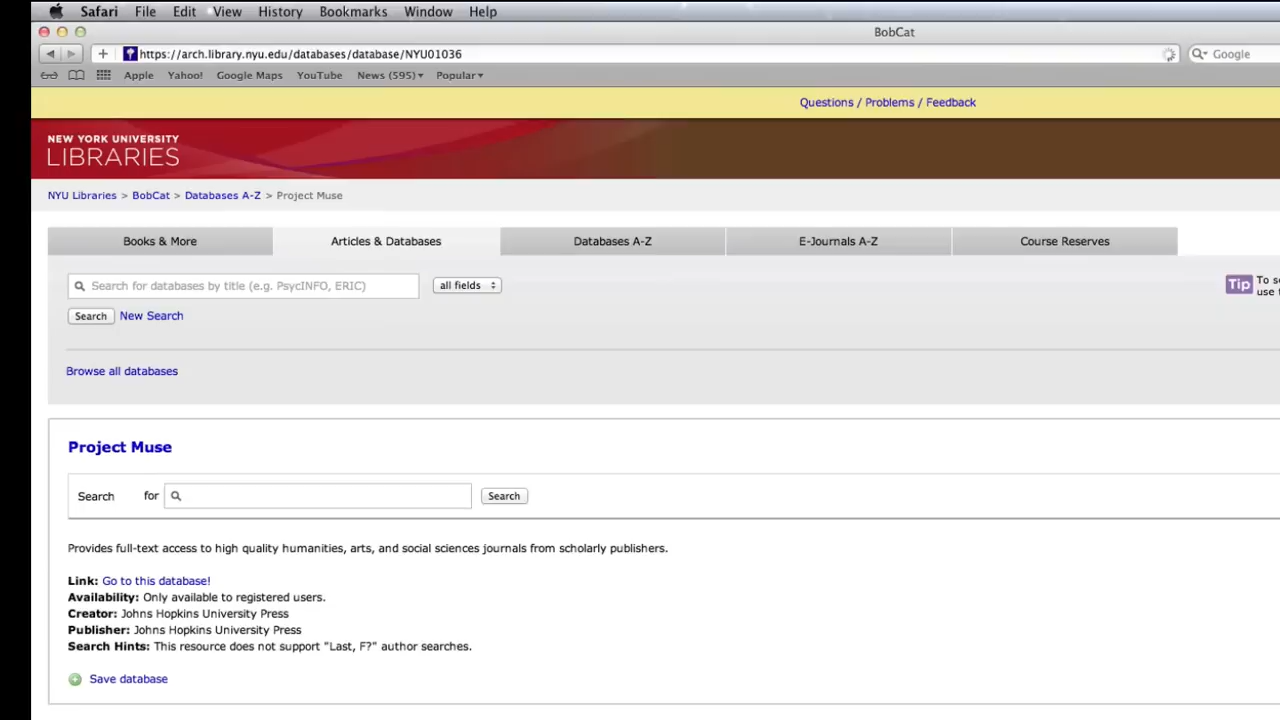 Safari File Edit View History Bookmarks Window Help
BobCat
+ https://arch.library.nyu.edu/databases/database/NYU01036 Google
Apple Yahoo! Google Maps YouTube News (595) Popular
Questions / Problems / Feedback
NEW YORK UNIVERSITY
LIBRARIES
NYU Libraries > BobCat > Databases A-Z > Project Muse
Books & More Articles & Databases Databases A-Z E-Journals A-Z Course Reserves
Search for databases by title (e.g. PsycINFO, ERIC) all fields Tip To
use
Search New Search
Browse all databases
Project Muse
Search for Search
Provides full-text access to high quality humanities, arts, and social sciences journals from scholarly publishers.
Link: Go to this database!
Availability: Only available to registered users.
Creator: Johns Hopkins University Press
Publisher: Johns Hopkins University Press
Search Hints: This resource does not support "Last, F?" author searches.
Save database